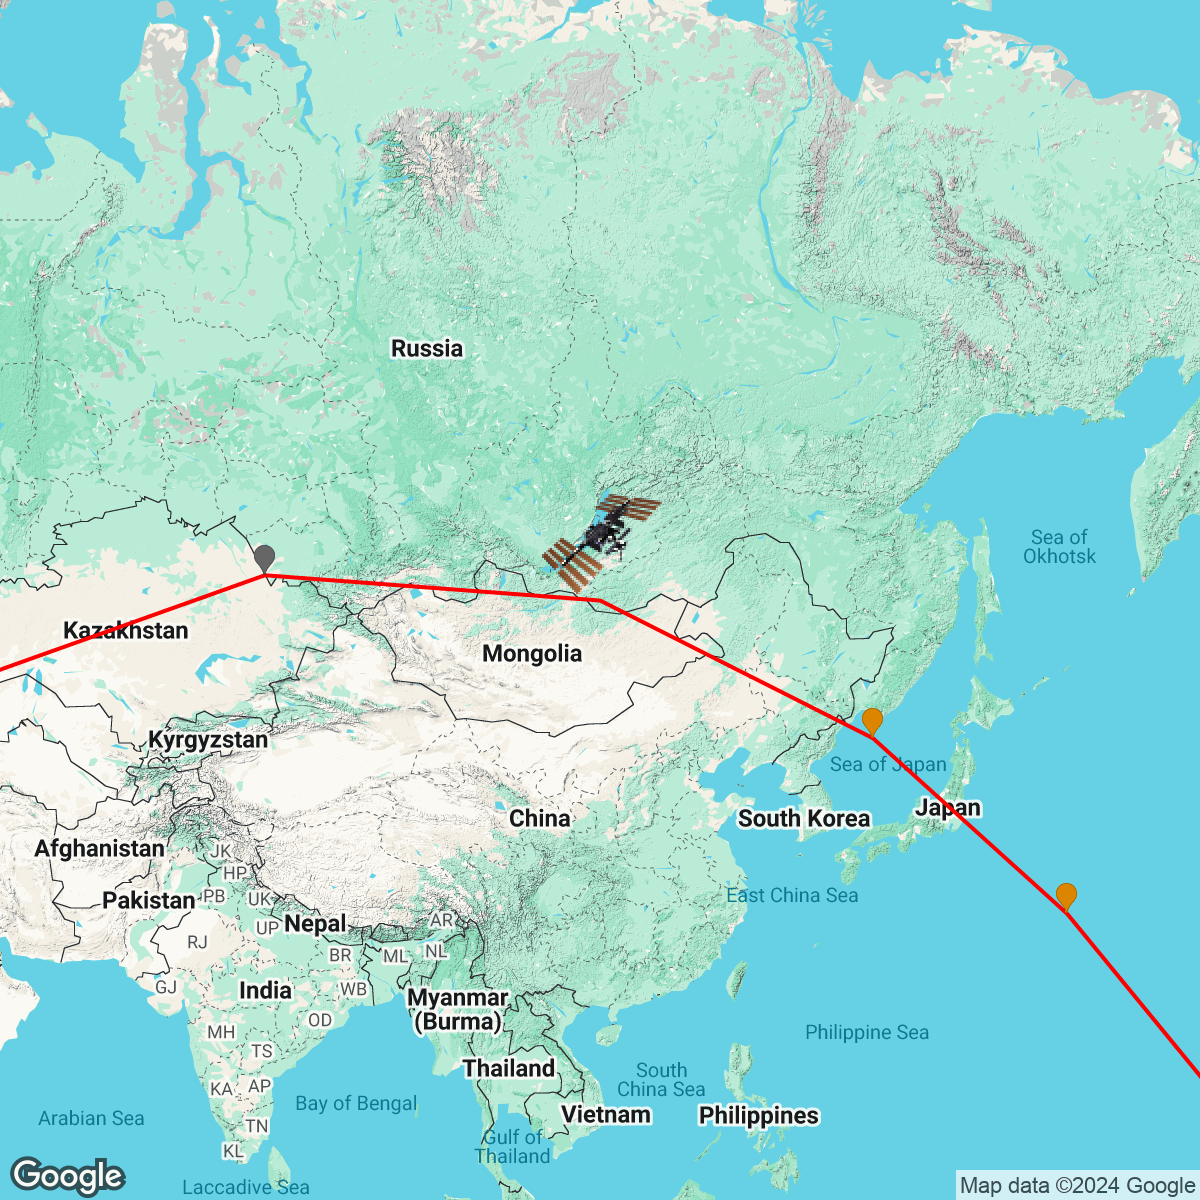 Russia
Sea of
Okhotsk
Kazakhstan
Mongolia
Kyrgyzstan
Sea of Japan
Japan
China
South Korea
Afghanistan
JK
HP
Pakistan
PB
UK
East China Sea
Nepal
AR
UP
RJ
BR
ML
NL
GJ
India
WB
Myanmar
(Burma)
MH
OD
Philippine Sea
TS
Thailand
South
China Sea
KA
AP
Bay of Bengal
Arabian Sea
Vietnam
Philippines
TN
Gulf of
Thailand
KL
Google
Laccadive Sea
Map data ©2024 Google